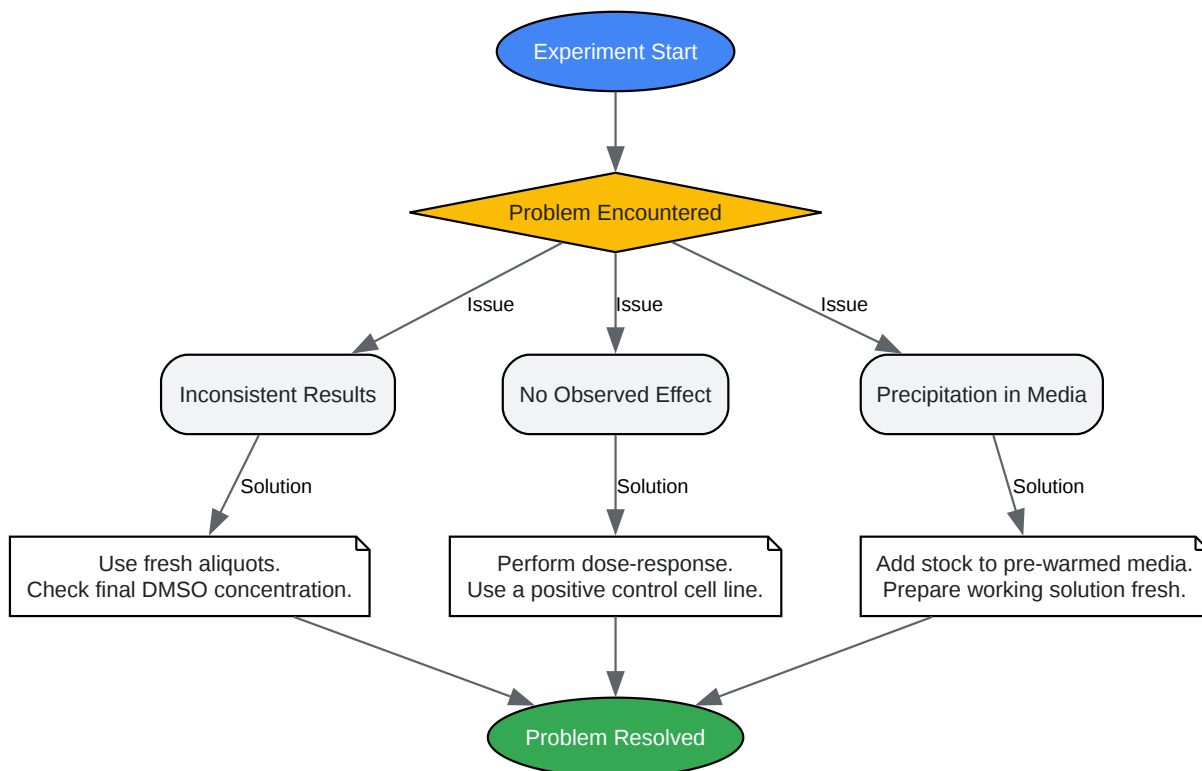 Experiment Start
Problem Encountered
Issue
Issue
Issue
Inconsistent Results
No Observed Effect
Precipitation in Media
Solution
Solution
Solution
Use fresh aliquots.
Check final DMSO concentration.
Perform dose-response.
Use a positive control cell line.
Add stock to pre-warmed media.
Prepare working solution fresh.
Problem Resolved